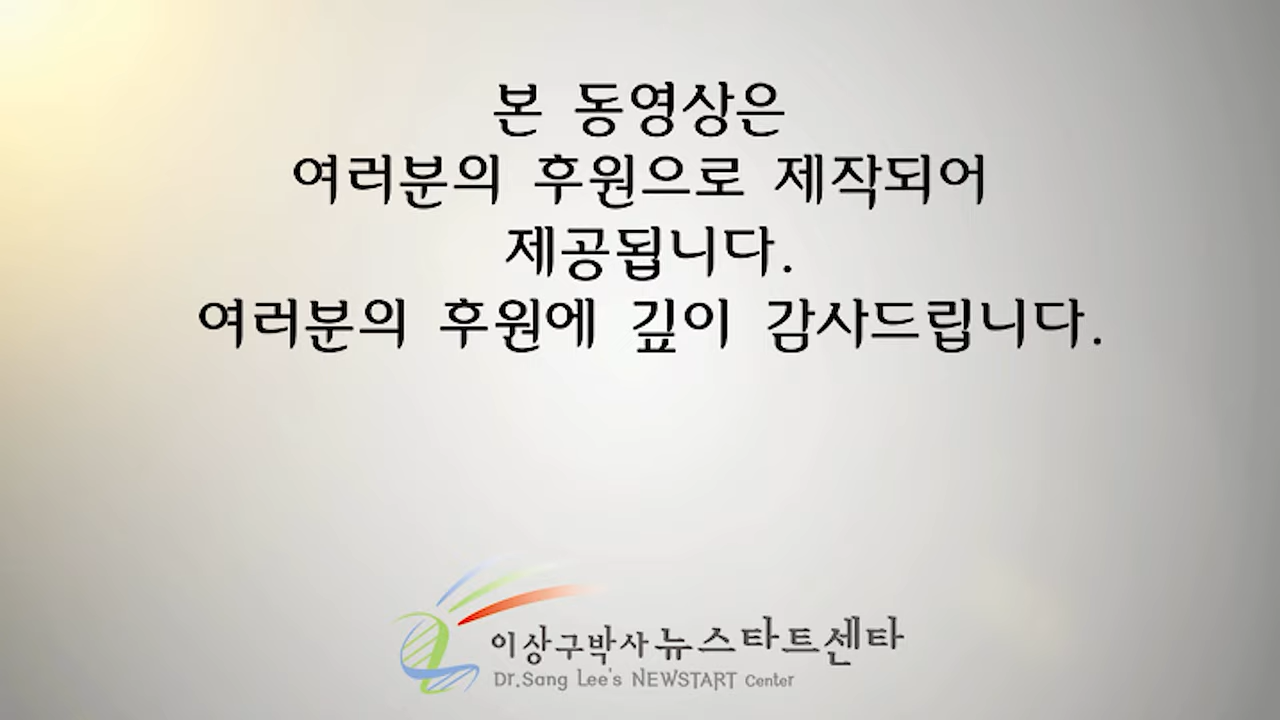 본 동영상은
여러분의 후원으로 제작되어
제공됩니다.
여러분의 후원에 깊이 감사드립니다.
이상구박사 뉴스타트센타
Dr.Sang Lee's NEWSTART Center